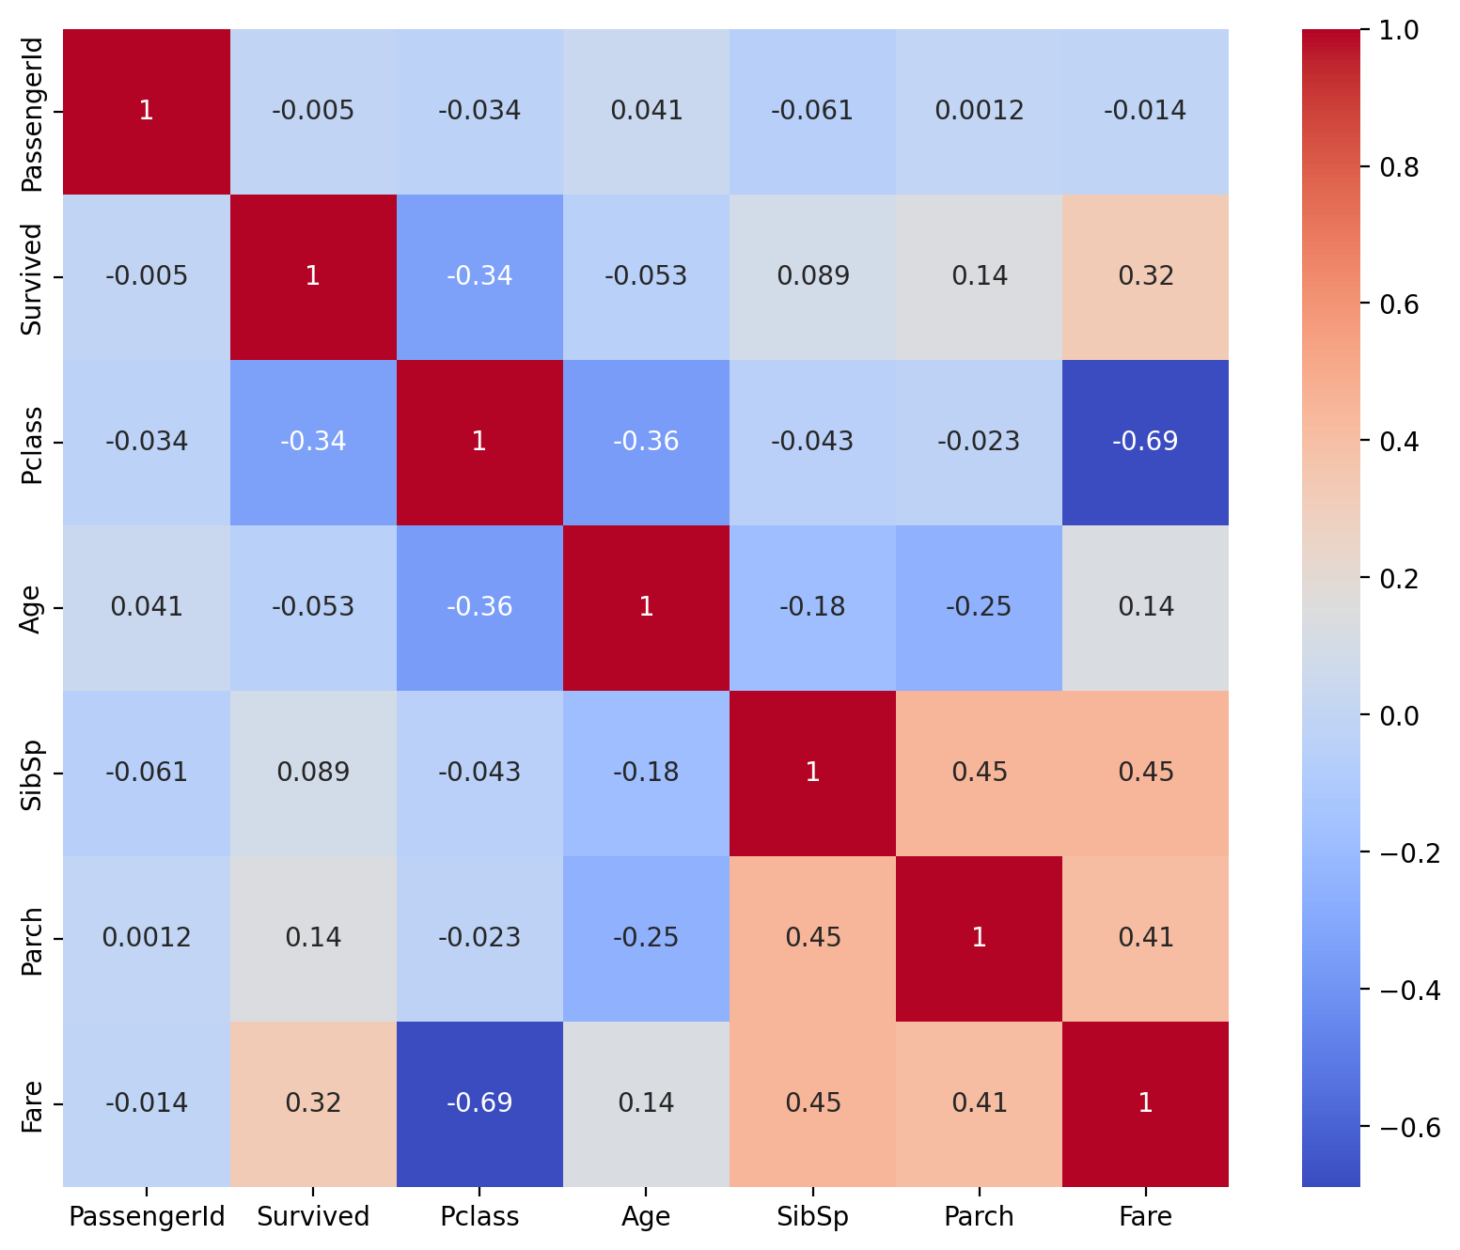 PassengerId 1 -0.005 -0.034 0.041 -0.061 0.0012 -0.014
Survived -0.005 1 -0.34 -0.053 0.089 0.14 0.32
Pclass -0.034 -0.34 1 -0.36 -0.043 -0.023 -0.69
Age 0.041 -0.053 -0.36 1 -0.18 -0.25 0.14
SibSp -0.061 0.089 -0.043 -0.18 1 0.45 0.45
Parch 0.0012 0.14 -0.023 -0.25 0.45 1 0.41
Fare -0.014 0.32 -0.69 0.14 0.45 0.41 1
PassengerId Survived Pclass Age SibSp Parch Fare
1.0
0.8
0.6
0.4
0.2
0.0
−0.2
−0.4
−0.6